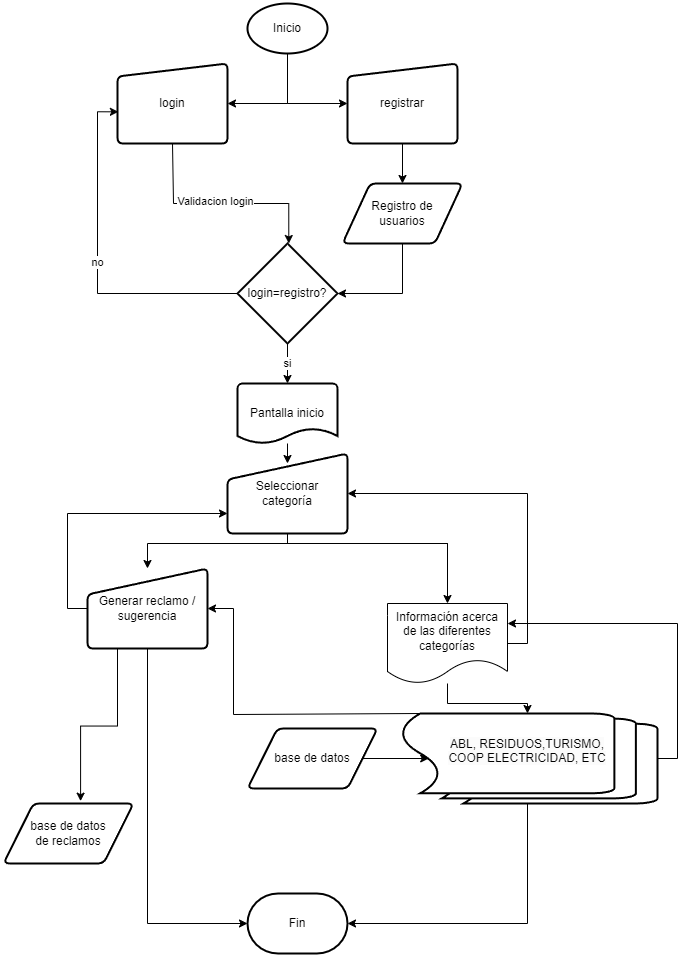 Inicio
login
registrar
Registro de
usuarios
Validacion login
no
login=registro?
si
Pantalla inicio
Seleccionar
categoría
Generar reclamo /
sugerencia
Información acerca
de las diferentes
categorías
ABL, RESIDUOS,TURISMO,
COOP ELECTRICIDAD, ETC
base de datos
base de datos
de reclamos
Fin